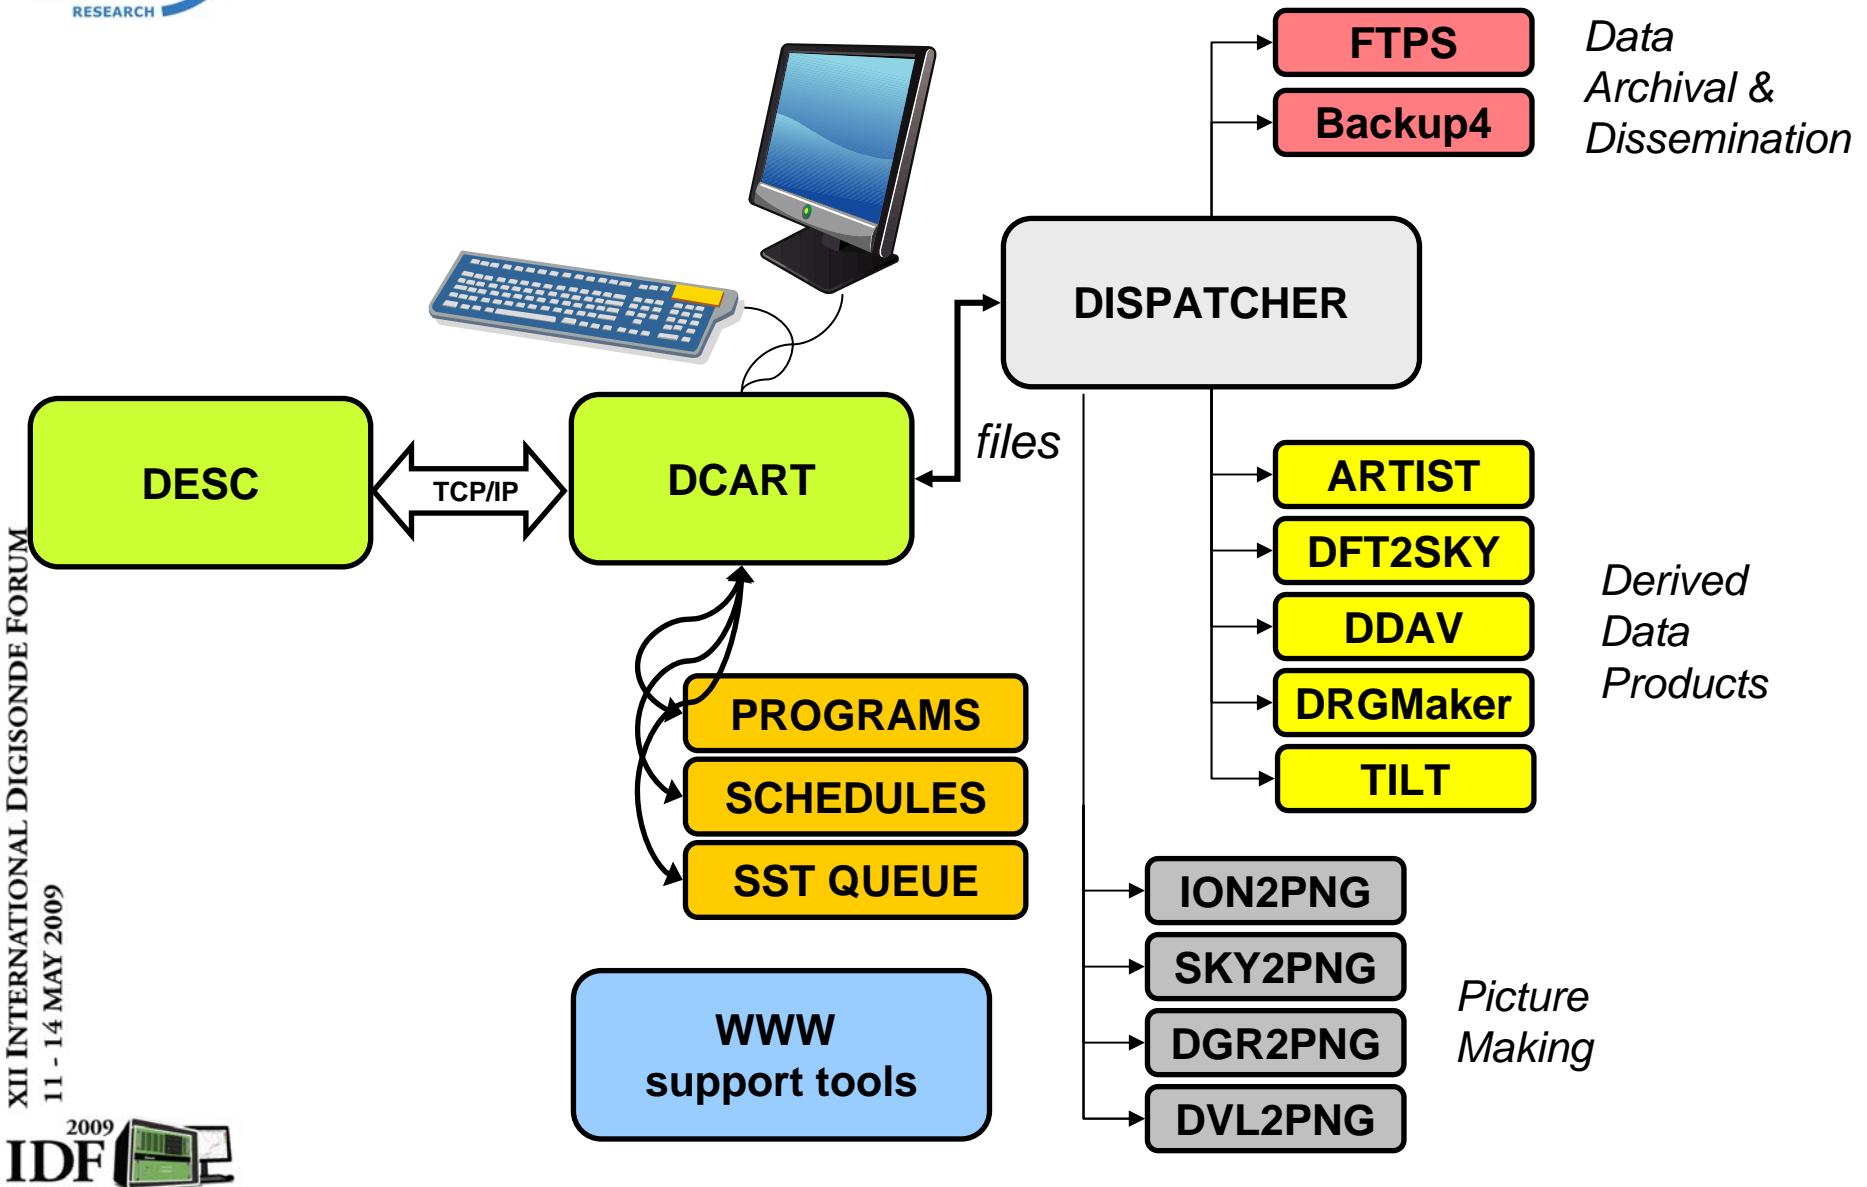 RESEARCH
FTPS
Backup4
Data
Archival &
Dissemination
DISPATCHER
files
DESC
TCP/IP
DCART
ARTIST
DFT2SKY
DDAV
DRGMaker
TILT
Derived
Data
Products
PROGRAMS
SCHEDULES
SST QUEUE
ION2PNG
SKY2PNG
DGR2PNG
DVL2PNG
Picture
Making
WWW
support tools
XII INTERNATIONAL DIGISONDE FORUM
11 - 14 MAY 2009
2009
IDF